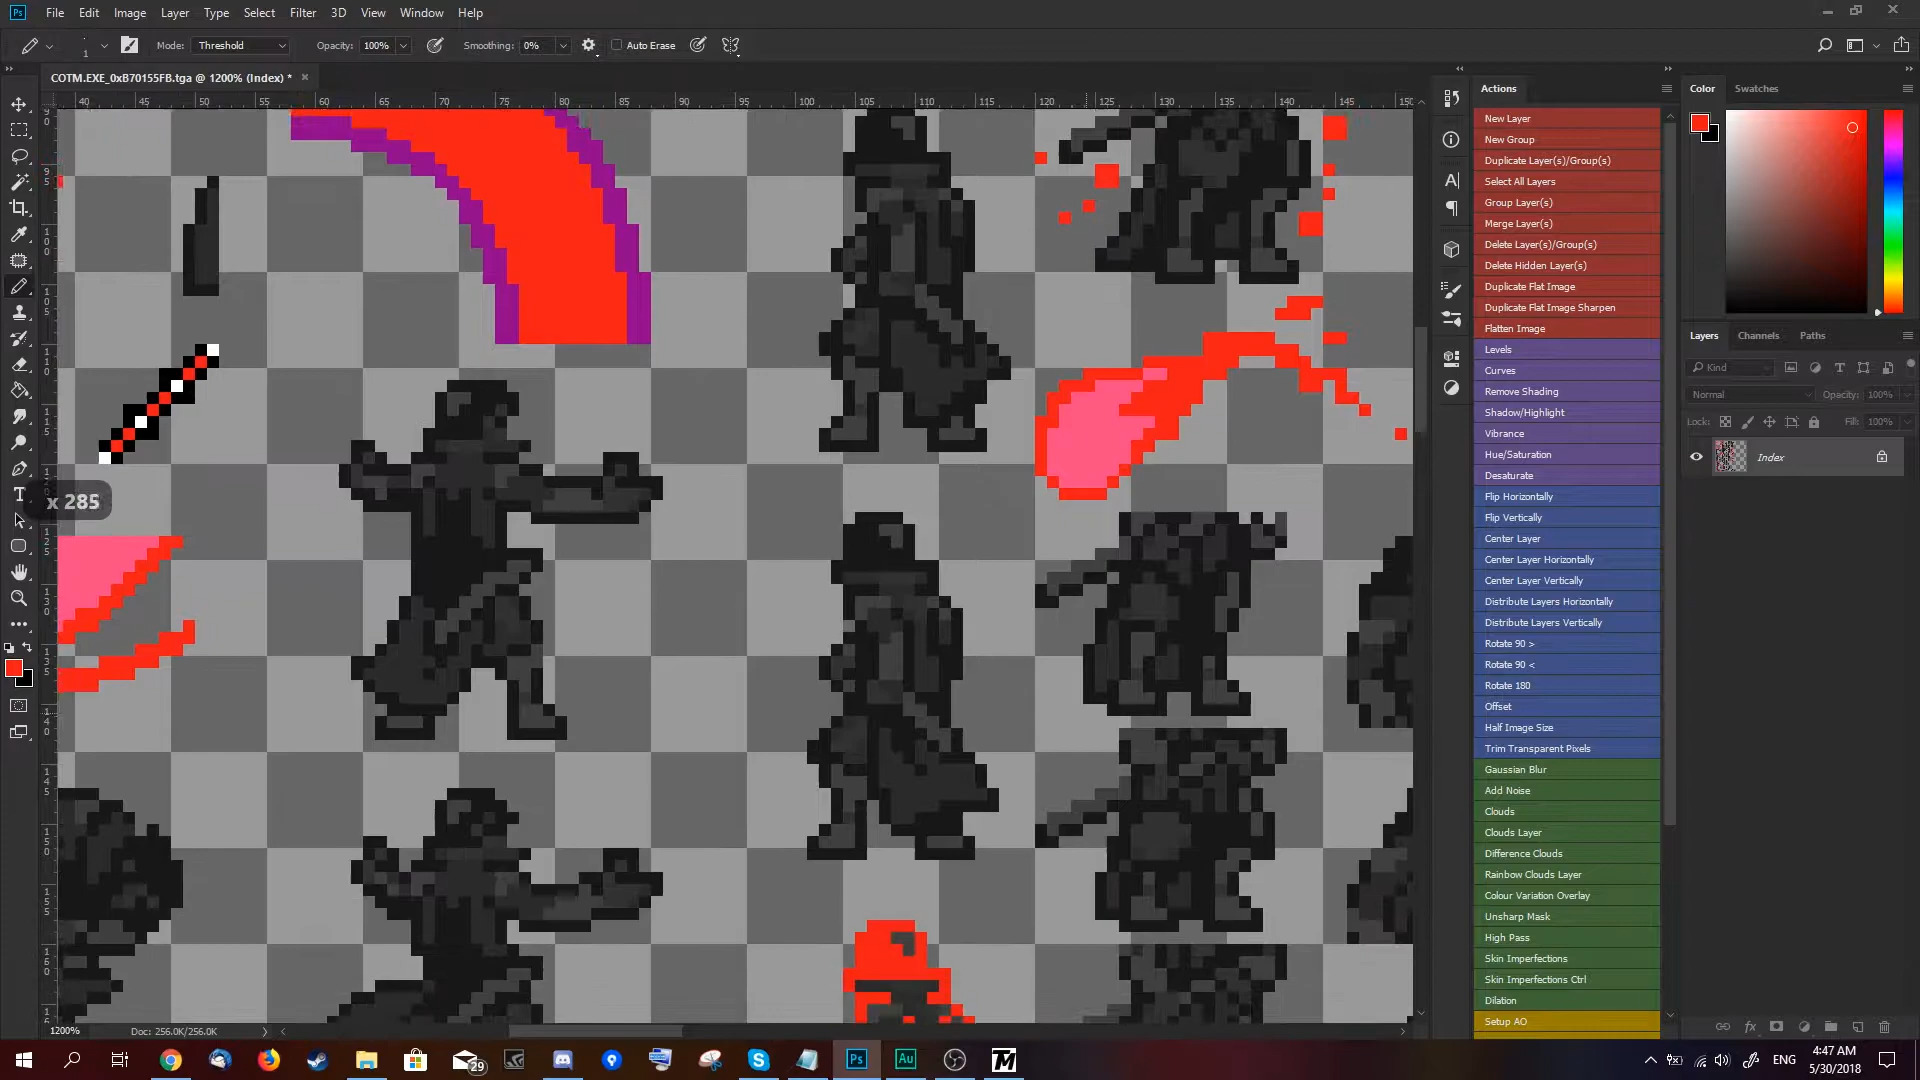 Ps File Edit Image Layer Type Select Filter 3D View Window Help
1 Mode: Threshold Opacity: 100% Smoothing: 0% Auto Erase
COTM.EXE_0xB70155FB.tga @ 1200% (Index) * ×
40 45 50 55 60 65 70 75 80 85 90 95 100 105 110 115 120 125 130 135 140 145 150
x 285
Actions
New Layer
New Group
Duplicate Layer(s)/Group(s)
Select All Layers
Group Layer(s)
Merge Layer(s)
Delete Layer(s)/Group(s)
Delete Hidden Layer(s)
Duplicate Flat Image
Duplicate Flat Image Sharpen
Flatten Image
Levels
Curves
Remove Shading
Shadow/Highlight
Vibrance
Hue/Saturation
Desaturate
Flip Horizontally
Flip Vertically
Center Layer
Center Layer Horizontally
Center Layer Vertically
Distribute Layers Horizontally
Distribute Layers Vertically
Rotate 90 >
Rotate 90 <
Rotate 180
Offset
Half Image Size
Trim Transparent Pixels
Gaussian Blur
Add Noise
Clouds
Clouds Layer
Difference Clouds
Rainbow Clouds Layer
Colour Variation Overlay
Unsharp Mask
High Pass
Skin Imperfections
Skin Imperfections Ctrl
Dilation
Setup AO
Color Swatches
Layers Channels Paths
Kind
Normal Opacity: 100%
Lock: Fill: 100%
Index
1200% Doc: 256.0K/256.0K
29 Ps Au ENG 4:47 AM
5/30/2018